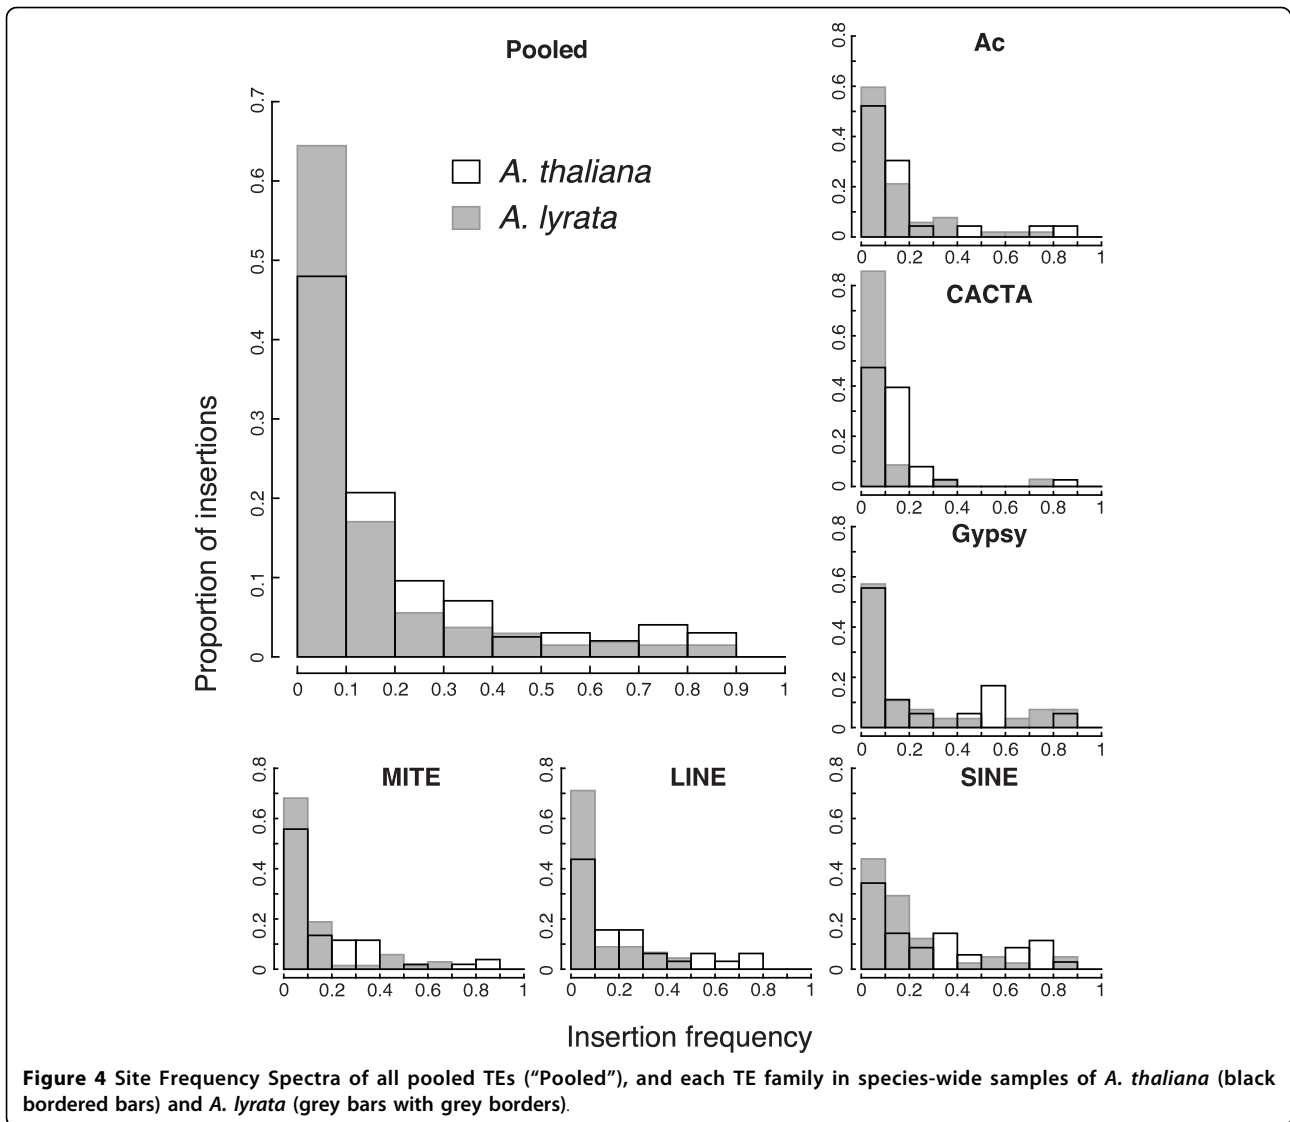 Pooled
Proportion of insertions
0 0.1 0.2 0.3 0.4 0.5 0.6 0.7
A. thaliana
A. lyrata
0 0.1 0.2 0.3 0.4 0.5 0.6 0.7 0.8 0.9 1
Ac
0 0.2 0.4 0.6 0.8
0 0.2 0.4 0.6 0.8 1
CACTA
0 0.2 0.4 0.6 0.8
0 0.2 0.4 0.6 0.8 1
Gypsy
0 0.2 0.4 0.6 0.8
0 0.2 0.4 0.6 0.8 1
MITE
0 0.2 0.4 0.6 0.8
0 0.2 0.4 0.6 0.8 1
LINE
0 0.2 0.4 0.6 0.8
0 0.2 0.4 0.6 0.8 1
SINE
0 0.2 0.4 0.6 0.8
0 0.2 0.4 0.6 0.8 1
Insertion frequency
Figure 4 Site Frequency Spectra of all pooled TEs (“Pooled”), and each TE family in species-wide samples of A. thaliana (black
bordered bars) and A. lyrata (grey bars with grey borders).